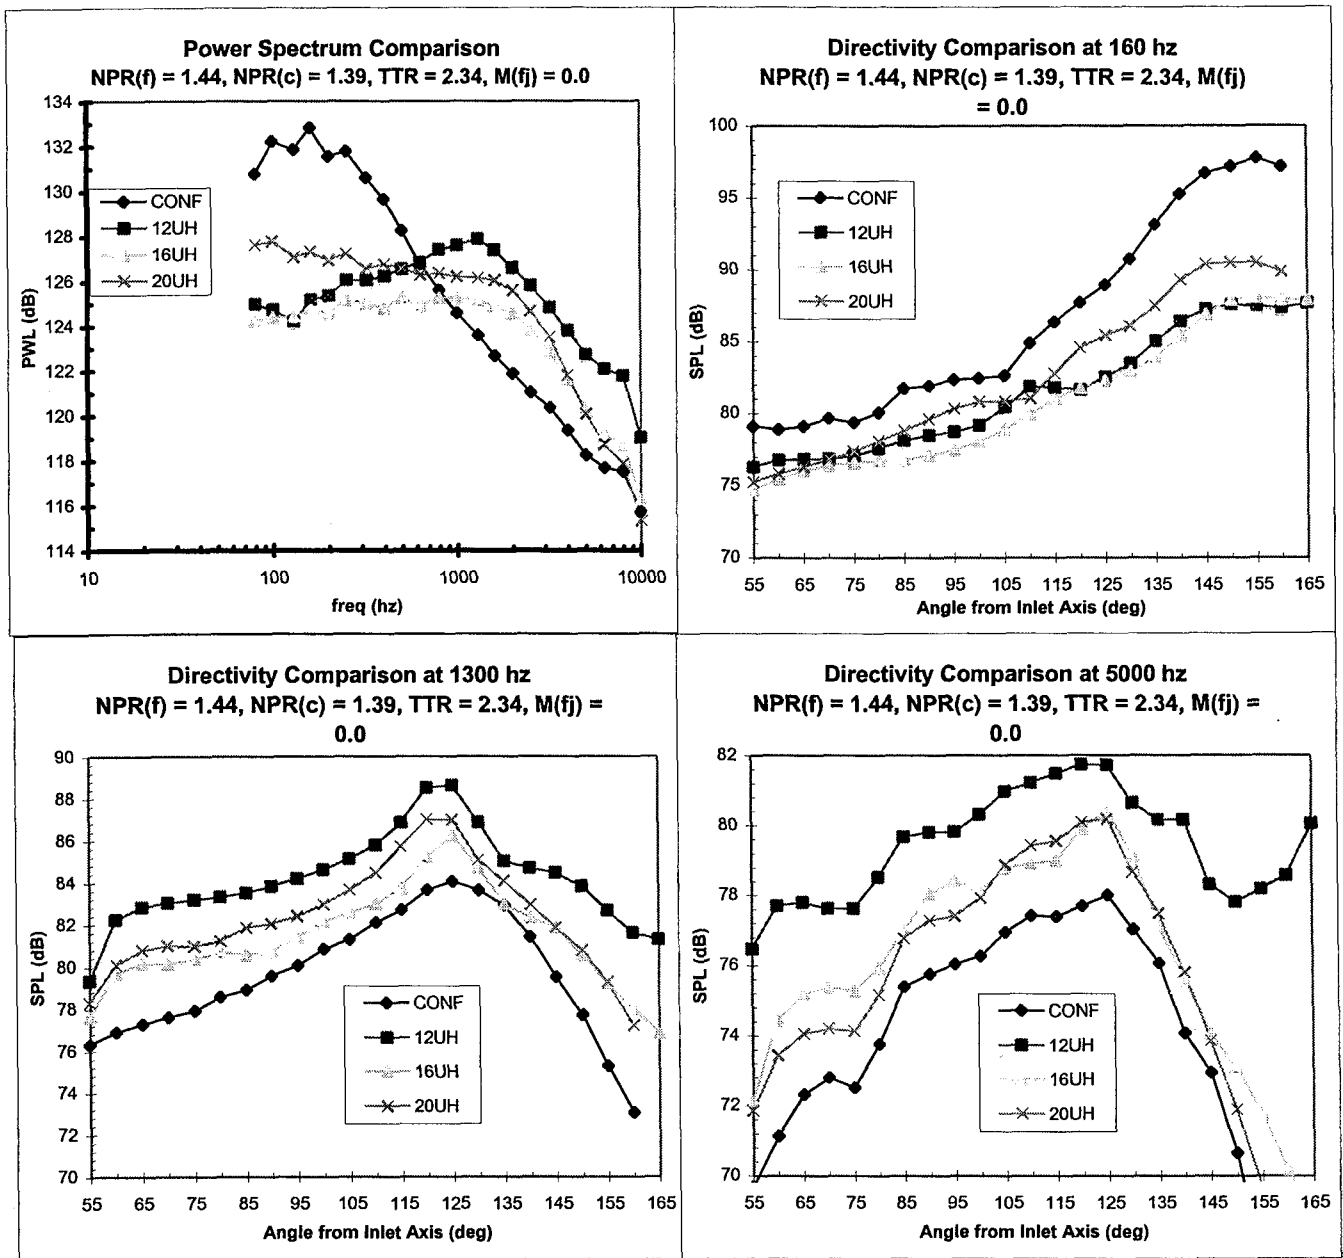 Power Spectrum Comparison
NPR(f) = 1.44, NPR(c) = 1.39, TTR = 2.34, M(fj) = 0.0
134
132
130
128
126
124
122
120
118
116
114
PWL (dB)
CONF
12UH
16UH
20UH
10
100
1000
10000
freq (hz)
Directivity Comparison at 160 hz
NPR(f) = 1.44, NPR(c) = 1.39, TTR = 2.34, M(fj)
= 0.0
100
95
90
85
80
75
70
SPL (dB)
CONF
12UH
16UH
20UH
55 65 75 85 95 105 115 125 135 145 155 165
Angle from Inlet Axis (deg)
Directivity Comparison at 1300 hz
NPR(f) = 1.44, NPR(c) = 1.39, TTR = 2.34, M(fj) =
0.0
90
88
86
84
82
80
78
76
74
72
70
SPL (dB)
CONF
12UH
16UH
20UH
55 65 75 85 95 105 115 125 135 145 155 165
Angle from Inlet Axis (deg)
Directivity Comparison at 5000 hz
NPR(f) = 1.44, NPR(c) = 1.39, TTR = 2.34, M(fj) =
0.0
82
80
78
76
74
72
70
SPL (dB)
CONF
12UH
16UH
20UH
55 65 75 85 95 105 115 125 135 145 155 165
Angle from Inlet Axis (deg)